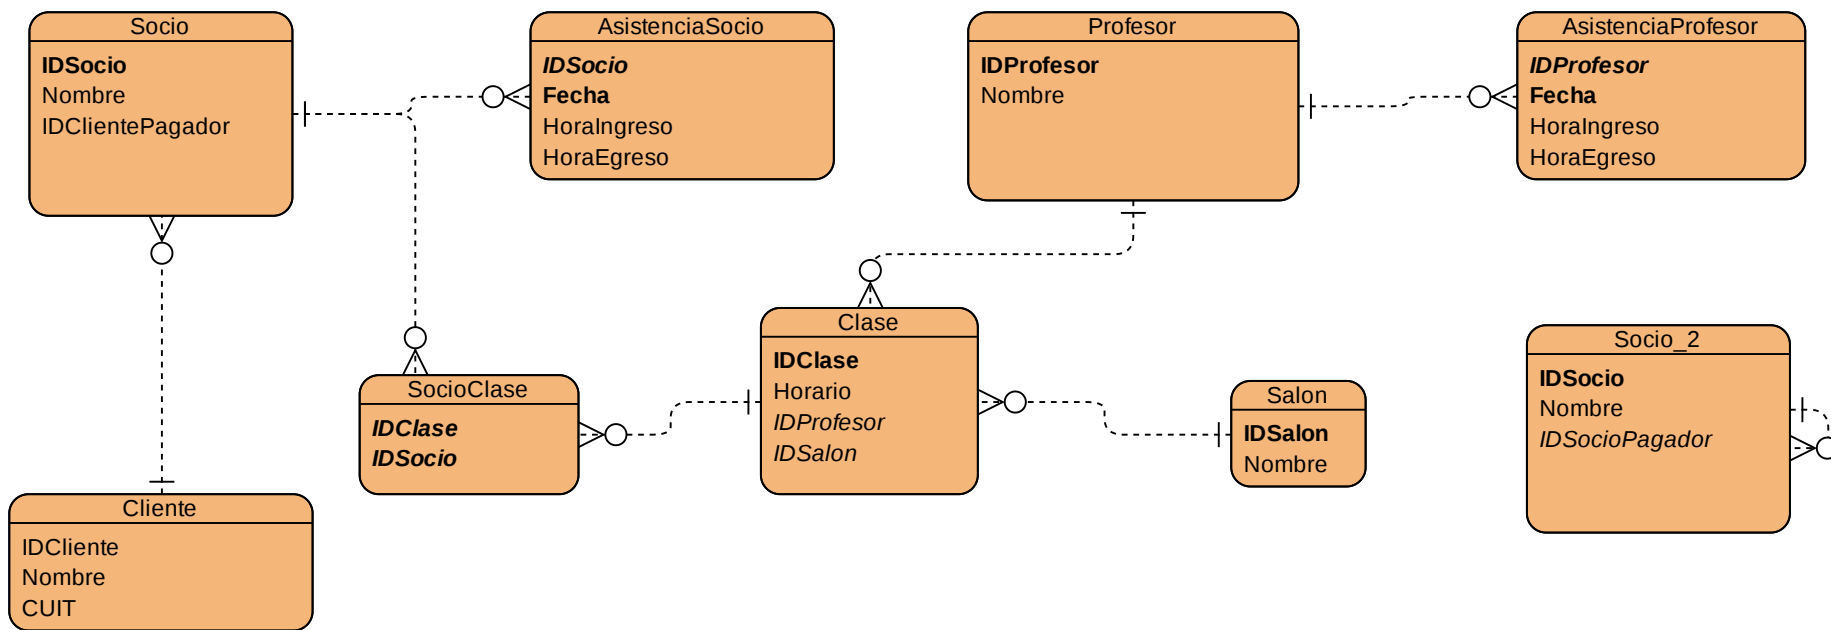 Socio
IDSocio
Nombre
IDClientePagador
AsistenciaSocio
IDSocio
Fecha
HoraIngreso
HoraEgreso
Profesor
IDProfesor
Nombre
AsistenciaProfesor
IDProfesor
Fecha
HoraIngreso
HoraEgreso
SocioClase
IDClase
IDSocio
Clase
IDClase
Horario
IDProfesor
IDSalon
Salon
IDSalon
Nombre
Socio_2
IDSocio
Nombre
IDSocioPagador
Cliente
IDCliente
Nombre
CUIT